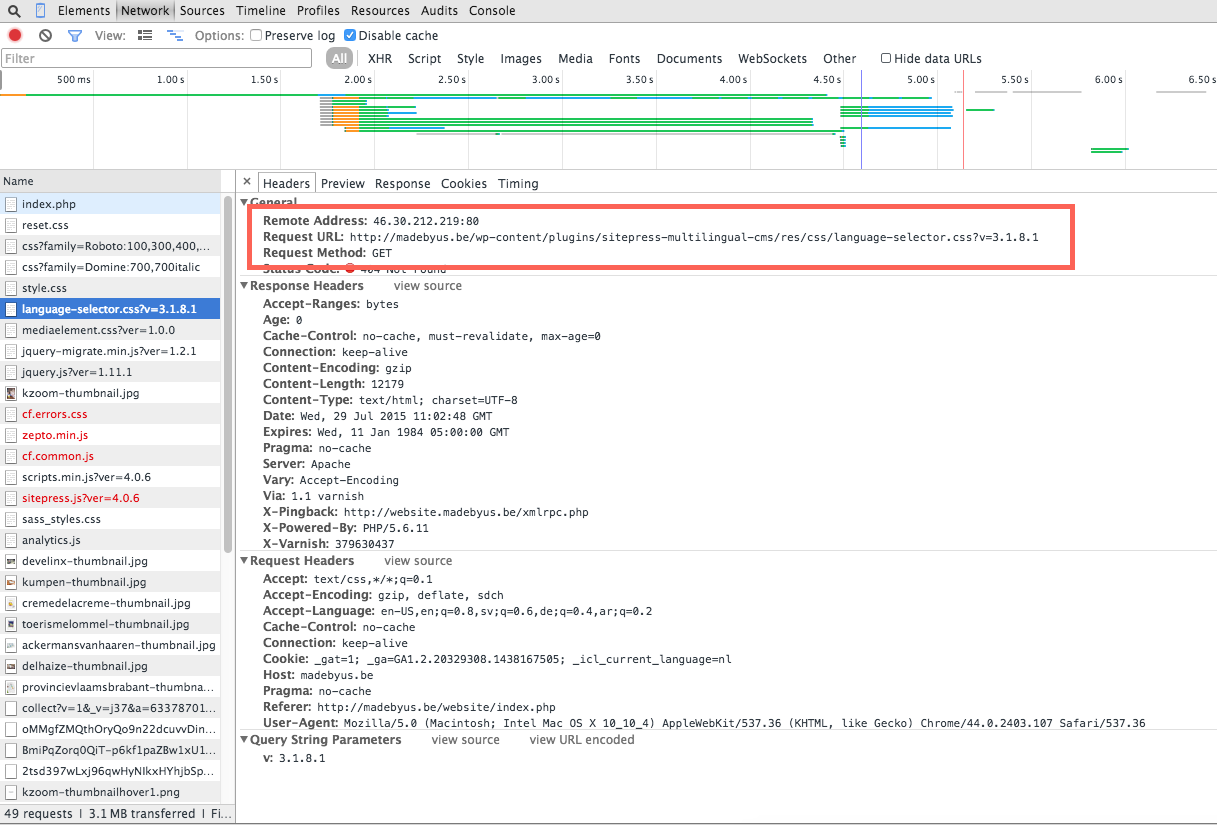 Elements Network Sources Timeline Profiles Resources Audits Console
View: Options: Preserve log Disable cache
Filter All XHR Script Style Images Media Fonts Documents WebSockets Other Hide data URLs
500 ms 1.00 s 1.50 s 2.00 s 2.50 s 3.00 s 3.50 s 4.00 s 4.50 s 5.00 s 5.50 s 6.00 s 6.50 s
Name
index.php
reset.css
css?family=Roboto:100,300,400,...
css?family=Domine:700,700italic
style.css
language-selector.css?v=3.1.8.1
mediaelement.css?ver=1.0.0
jquery-migrate.min.js?ver=1.2.1
jquery.js?ver=1.11.1
kzoom-thumbnail.jpg
cf.errors.css
zepto.min.js
cf.common.js
scripts.min.js?ver=4.0.6
sitepress.js?ver=4.0.6
sass_styles.css
analytics.js
develinx-thumbnail.jpg
kumpen-thumbnail.jpg
cremedelacreme-thumbnail.jpg
toerismelommel-thumbnail.jpg
ackermansvanhaaren-thumbnail.jpg
delhaize-thumbnail.jpg
provincievlaamsbrabant-thumbna...
collect?v=1&_v=j37&a=63378701...
oMMgfZMQthOryQo9n22dcuvvDin...
BmiPqZorq0QiT-p6kf1paZBw1xU1...
2tsd397wLxj96qwHyNIkxHYhjbSp...
kzoom-thumbnailhover1.png
49 requests | 3.1 MB transferred | Fi...
× Headers Preview Response Cookies Timing
General
Remote Address: 46.30.212.219:80
Request URL: http://madebyus.be/wp-content/plugins/sitepress-multilingual-cms/res/css/language-selector.css?v=3.1.8.1
Request Method: GET
Status Code: 404 Not Found
Response Headers view source
Accept-Ranges: bytes
Age: 0
Cache-Control: no-cache, must-revalidate, max-age=0
Connection: keep-alive
Content-Encoding: gzip
Content-Length: 12179
Content-Type: text/html; charset=UTF-8
Date: Wed, 29 Jul 2015 11:02:48 GMT
Expires: Wed, 11 Jan 1984 05:00:00 GMT
Pragma: no-cache
Server: Apache
Vary: Accept-Encoding
Via: 1.1 varnish
X-Pingback: http://website.madebyus.be/xmlrpc.php
X-Powered-By: PHP/5.6.11
X-Varnish: 379630437
Request Headers view source
Accept: text/css,*/*;q=0.1
Accept-Encoding: gzip, deflate, sdch
Accept-Language: en-US,en;q=0.8,sv;q=0.6,de;q=0.4,ar;q=0.2
Cache-Control: no-cache
Connection: keep-alive
Cookie: _gat=1; _ga=GA1.2.20329308.1438167505; _icl_current_language=nl
Host: madebyus.be
Pragma: no-cache
Referer: http://madebyus.be/website/index.php
User-Agent: Mozilla/5.0 (Macintosh; Intel Mac OS X 10_10_4) AppleWebKit/537.36 (KHTML, like Gecko) Chrome/44.0.2403.107 Safari/537.36
Query String Parameters view source view URL encoded
v: 3.1.8.1